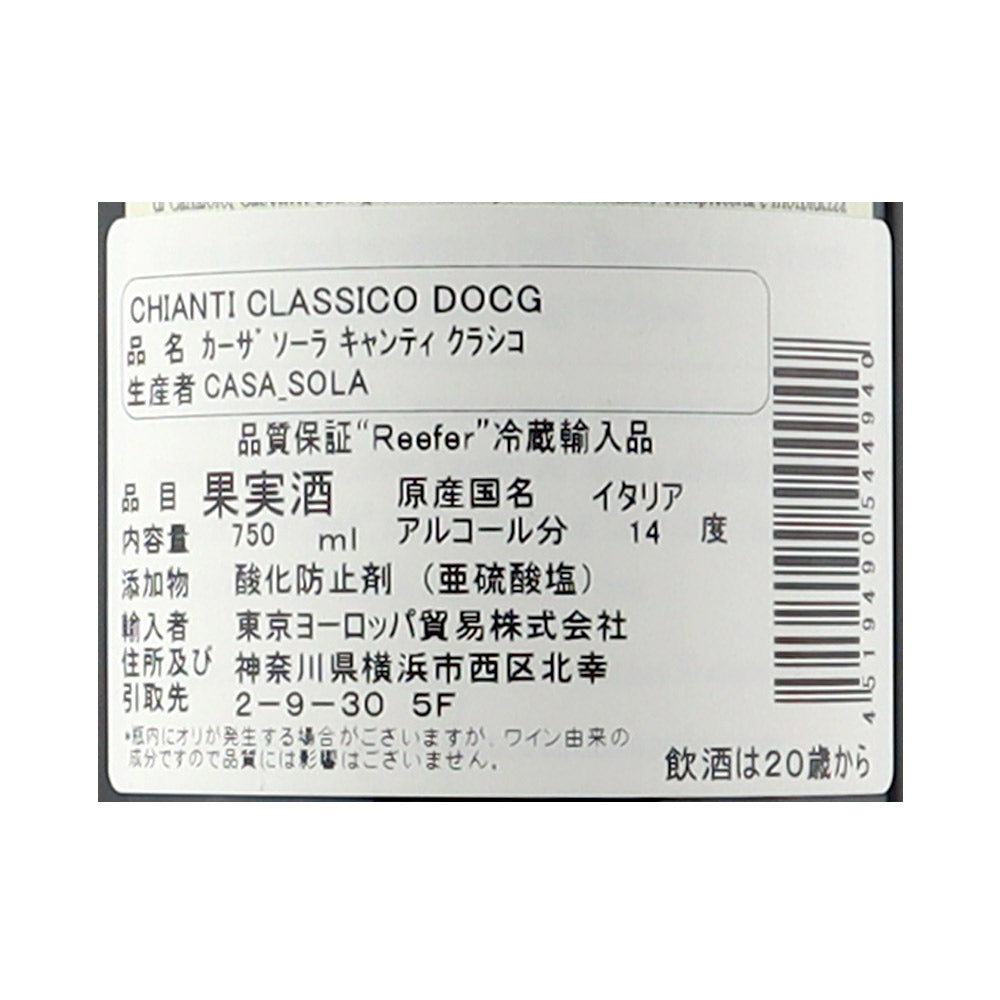 CHIANTI CLASSICO DOCG
品 名 カーザ ソーラ キャンティ クラシコ
生産者 CASA_SOLA
品質保証“Reefer”冷蔵輸入品
品 目 果実酒 原産国名 イタリア
内容量 750 ml アルコール分 14 度
添加物 酸化防止剤 (亜硫酸塩)
輸入者 東京ヨーロッパ貿易株式会社
住所及び 神奈川県横浜市西区北幸
引取先 2-9-30 5F
*瓶内にオリが発生する場合がございますが、ワイン由来の
成分ですので品質には影響はございません。
飲酒は20歳から
4519490544940